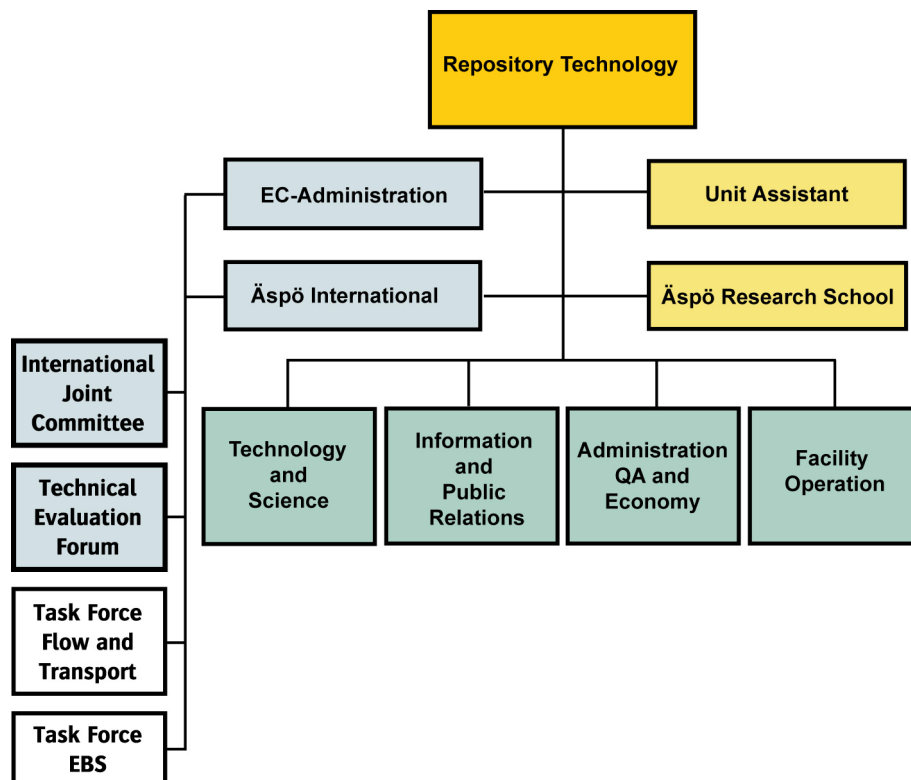 Repository Technology
EC-Administration
Unit Assistant
Äspö International
Äspö Research School
International
Joint
Committee
Technology
and
Science
Information
and
Public
Relations
Administration
QA and
Economy
Facility
Operation
Technical
Evaluation
Forum
Task Force
Flow and
Transport
Task Force
EBS